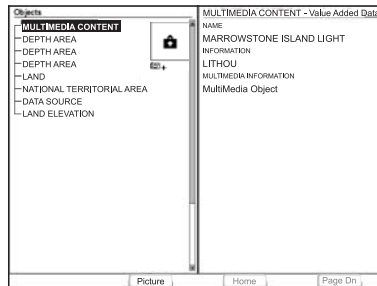 Objects
MULTIMEDIA CONTENT
DEPTH AREA
DEPTH AREA
DEPTH AREA
LAND
NATIONAL TERRITORIAL AREA
DATA SOURCE
LAND ELEVATION
MULTIMEDIA CONTENT - Value Added Data
NAME
MARROWSTONE ISLAND LIGHT
INFORMATION
LITHOU
MULTIMEDIA INFORMATION
MultiMedia Object
Picture
Home
Page Dn